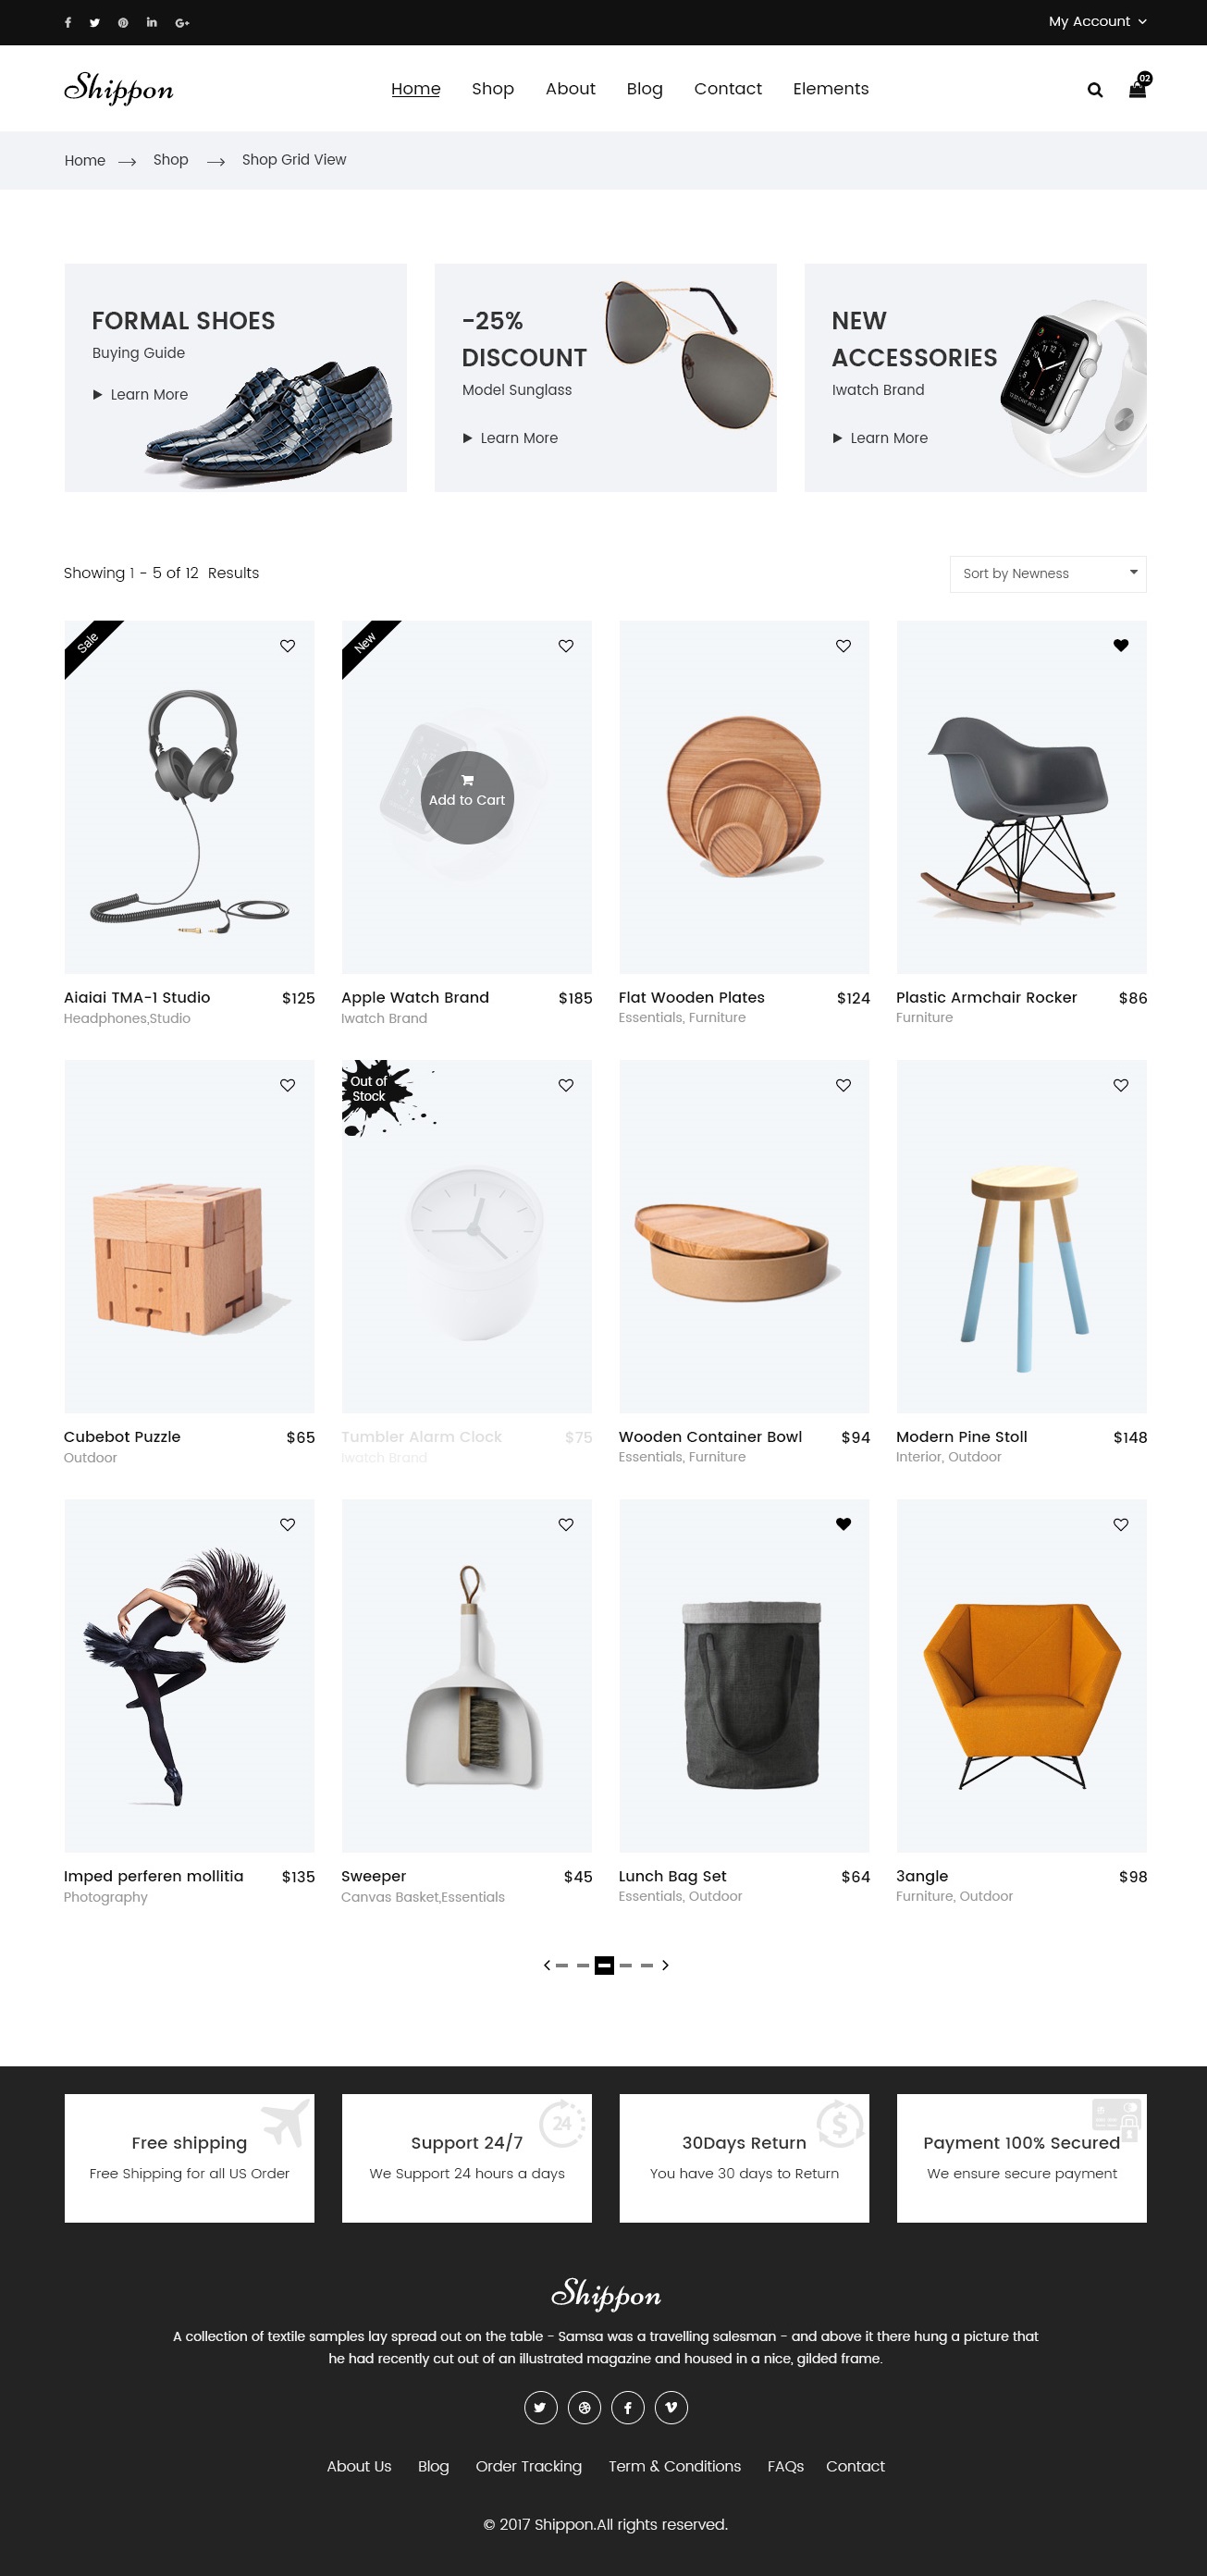 My Account
Shippon
Home Shop About Blog Contact Elements
02
Home Shop Shop Grid View
FORMAL SHOES
Buying Guide
Learn More
-25%
DISCOUNT
Model Sunglass
Learn More
NEW
ACCESSORIES
Iwatch Brand
Learn More
Showing 1 - 5 of 12 Results
Sort by Newness
Sale
New
Add to Cart
Aiaiai TMA-1 Studio $125
Headphones,Studio
Apple Watch Brand $185
Iwatch Brand
Flat Wooden Plates $124
Essentials, Furniture
Plastic Armchair Rocker $86
Furniture
Out of
Stock
Cubebot Puzzle $65
Outdoor
Tumbler Alarm Clock $75
Iwatch Brand
Wooden Container Bowl $94
Essentials, Furniture
Modern Pine Stoll $148
Interior, Outdoor
Imped perferen mollitia $135
Photography
Sweeper $45
Canvas Basket,Essentials
Lunch Bag Set $64
Essentials, Outdoor
3angle $98
Furniture, Outdoor
Free shipping
Free Shipping for all US Order
24
Support 24/7
We Support 24 hours a days
$
30Days Return
You have 30 days to Return
Payment 100% Secured
We ensure secure payment
Shippon
A collection of textile samples lay spread out on the table - Samsa was a travelling salesman - and above it there hung a picture that
he had recently cut out of an illustrated magazine and housed in a nice, gilded frame.
About Us Blog Order Tracking Term & Conditions FAQs Contact
© 2017 Shippon.All rights reserved.